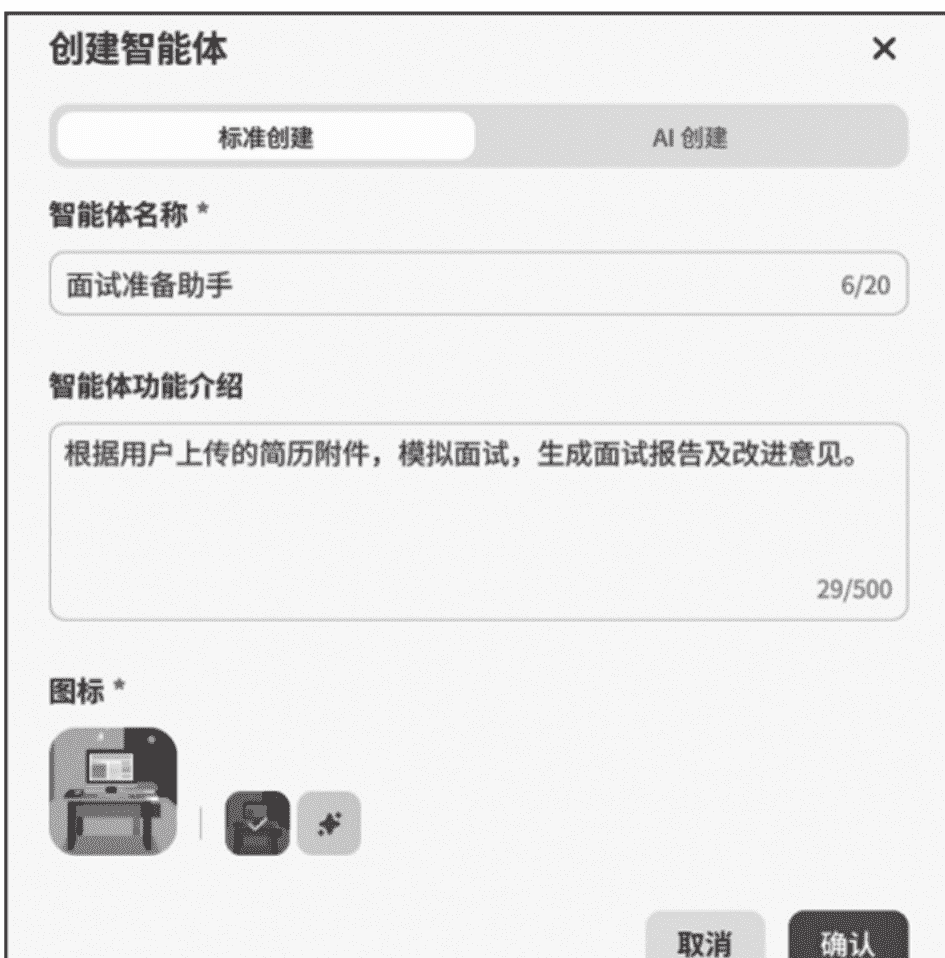 创建智能体
标准创建
AI 创建
智能体名称 *
面试准备助手
6/20
智能体功能介绍
根据用户上传的简历附件，模拟面试，生成面试报告及改进意见。
29/500
图标 *
取消
确认